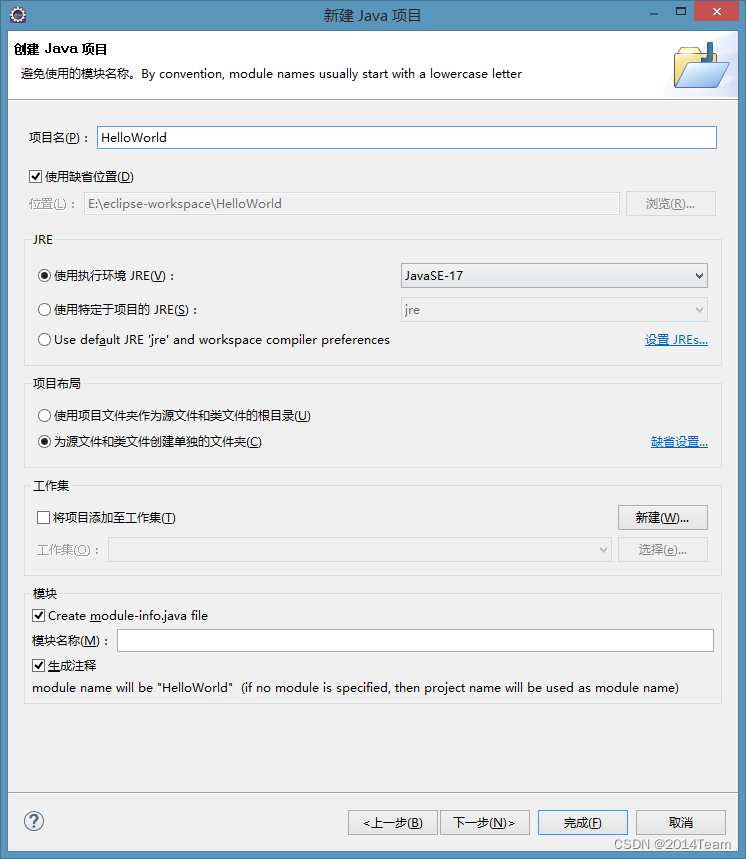 新建 Java 项目
创建 Java 项目
避免使用的模块名称。By convention, module names usually start with a lowercase letter
项目名(P)： HelloWorld
使用缺省位置(D)
位置(L)： E:\eclipse-workspace\HelloWorld 浏览(R)...
JRE
使用执行环境 JRE(V)： JavaSE-17
使用特定于项目的 JRE(S)： jre
Use default JRE 'jre' and workspace compiler preferences 设置 JREs...
项目布局
使用项目文件夹作为源文件和类文件的根目录(U)
为源文件和类文件创建单独的文件夹(C) 缺省设置...
工作集
将项目添加至工作集(T) 新建(W)...
工作集(O)： 选择(e)...
模块
Create module-info.java file
模块名称(M)：
生成注释
module name will be "HelloWorld" (if no module is specified, then project name will be used as module name)
? <上一步(B) 下一步(N)> 完成(F) 取消
CSDN @2014Team